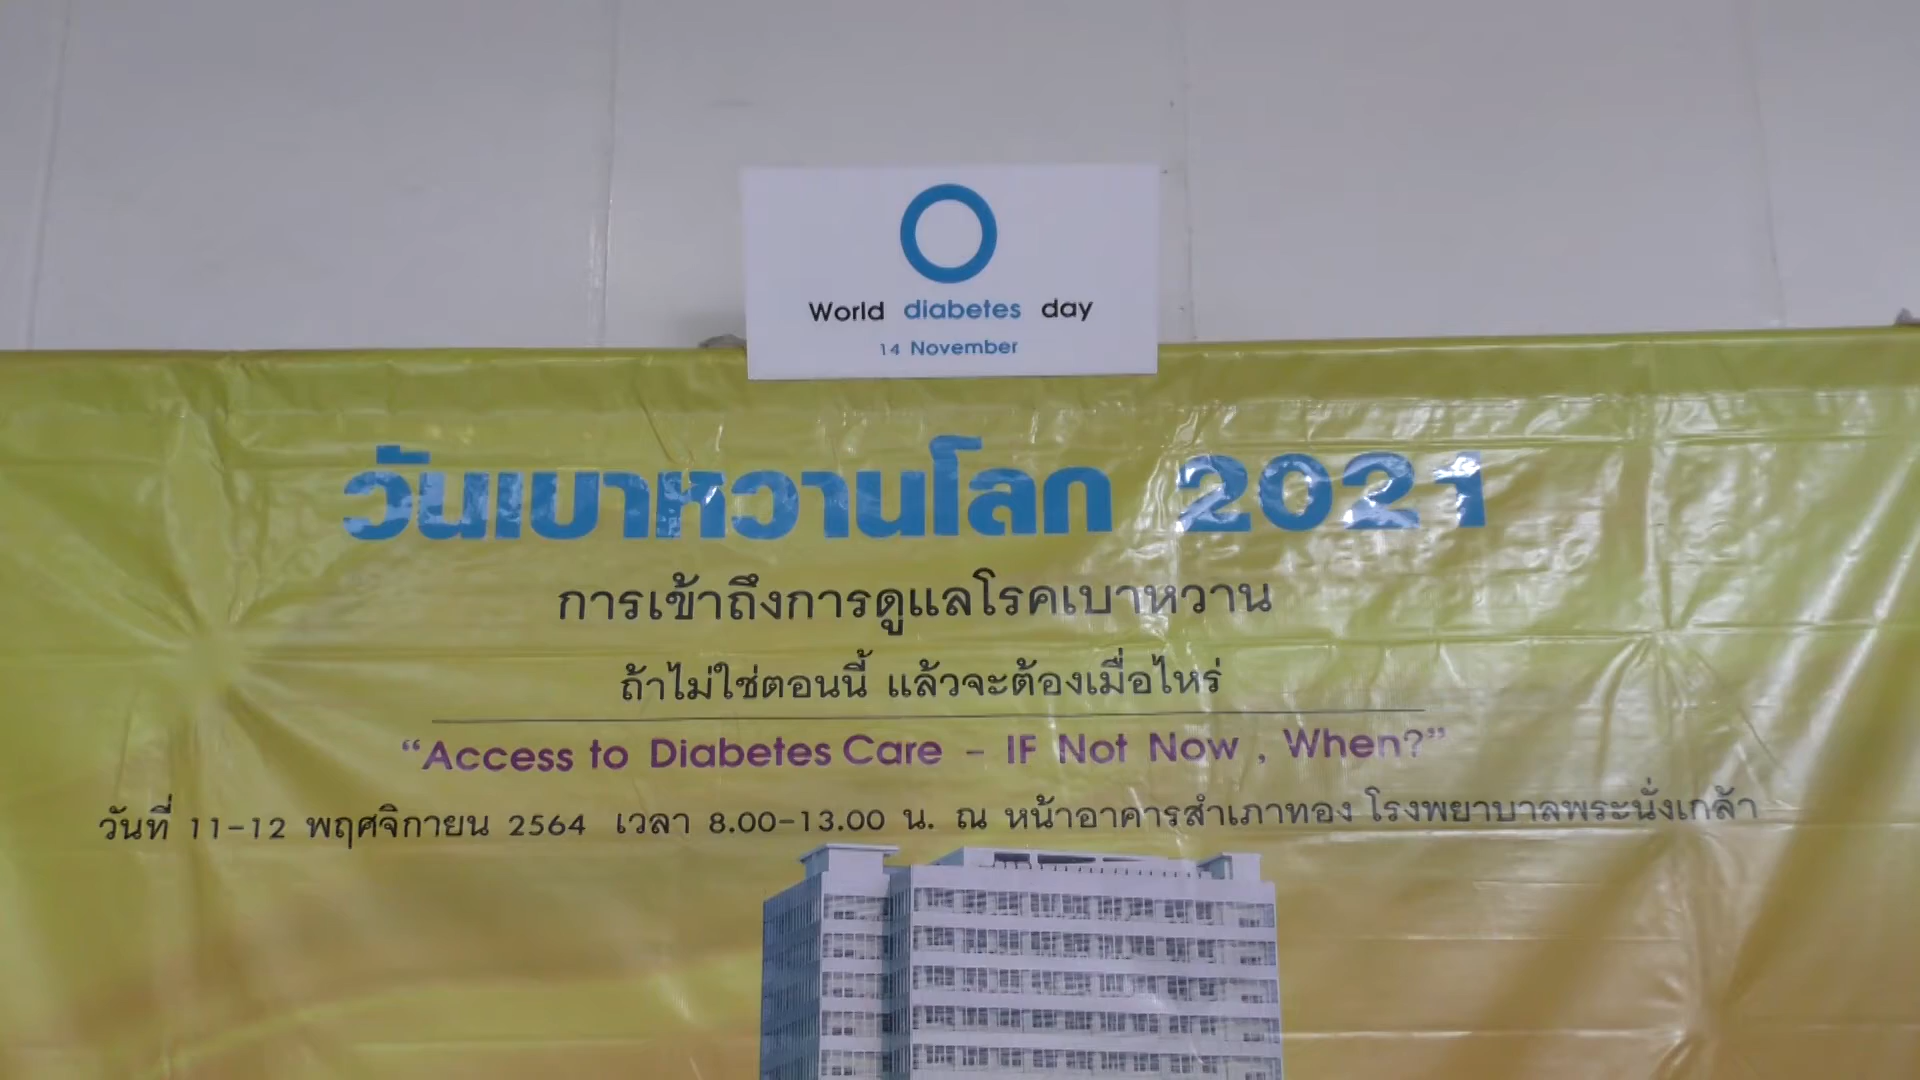 World diabetes day
14 November
วันเบาหวานโลก 2021
การเข้าถึงการดูแลโรคเบาหวาน
ถ้าไม่ใช่ตอนนี้ แล้วจะต้องเมื่อไหร่
“Access to Diabetes Care - IF Not Now , When?”
วันที่ 11-12 พฤศจิกายน 2564 เวลา 8.00-13.00 น. ณ หน้าอาคารสำเภาทอง โรงพยาบาลพระนั่งเกล้า